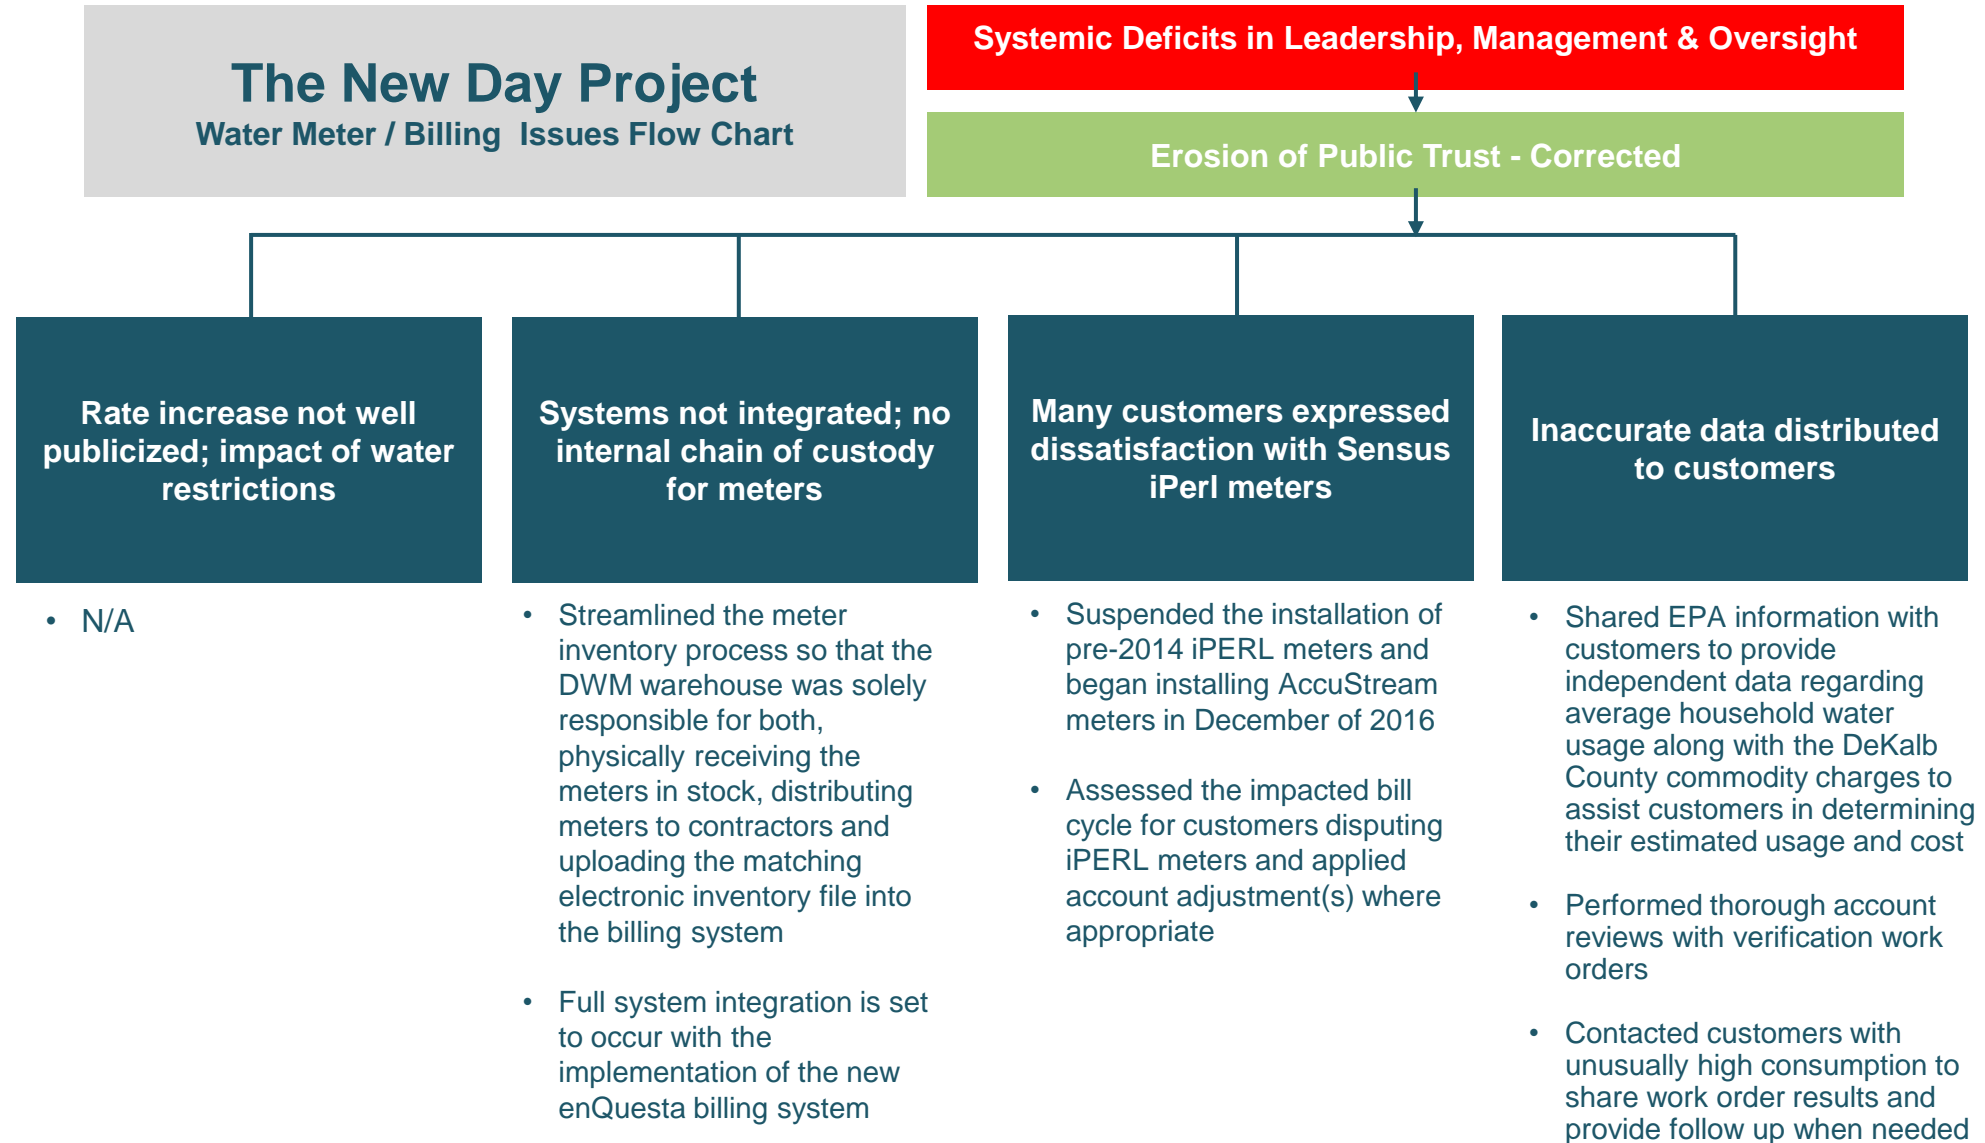 The New Day Project
Water Meter / Billing  Issues Flow Chart
Systemic Deficits in Leadership, Management & Oversight
Erosion of Public Trust - Corrected
Rate increase not well
publicized; impact of water
restrictions
• N/A
Systems not integrated; no
internal chain of custody
for meters
• Streamlined the meter
inventory process so that the
DWM warehouse was solely
responsible for both,
physically receiving the
meters in stock, distributing
meters to contractors and
uploading the matching
electronic inventory file into
the billing system
• Full system integration is set
to occur with the
implementation of the new
enQuesta billing system
Many customers expressed
dissatisfaction with Sensus
iPerl meters
• Suspended the installation of
pre-2014 iPERL meters and
began installing AccuStream
meters in December of 2016
• Assessed the impacted bill
cycle for customers disputing
iPERL meters and applied
account adjustment(s) where
appropriate
Inaccurate data distributed
to customers
• Shared EPA information with
customers to provide
independent data regarding
average household water
usage along with the DeKalb
County commodity charges to
assist customers in determining
their estimated usage and cost
• Performed thorough account
reviews with verification work
orders
• Contacted customers with
unusually high consumption to
share work order results and
provide follow up when needed